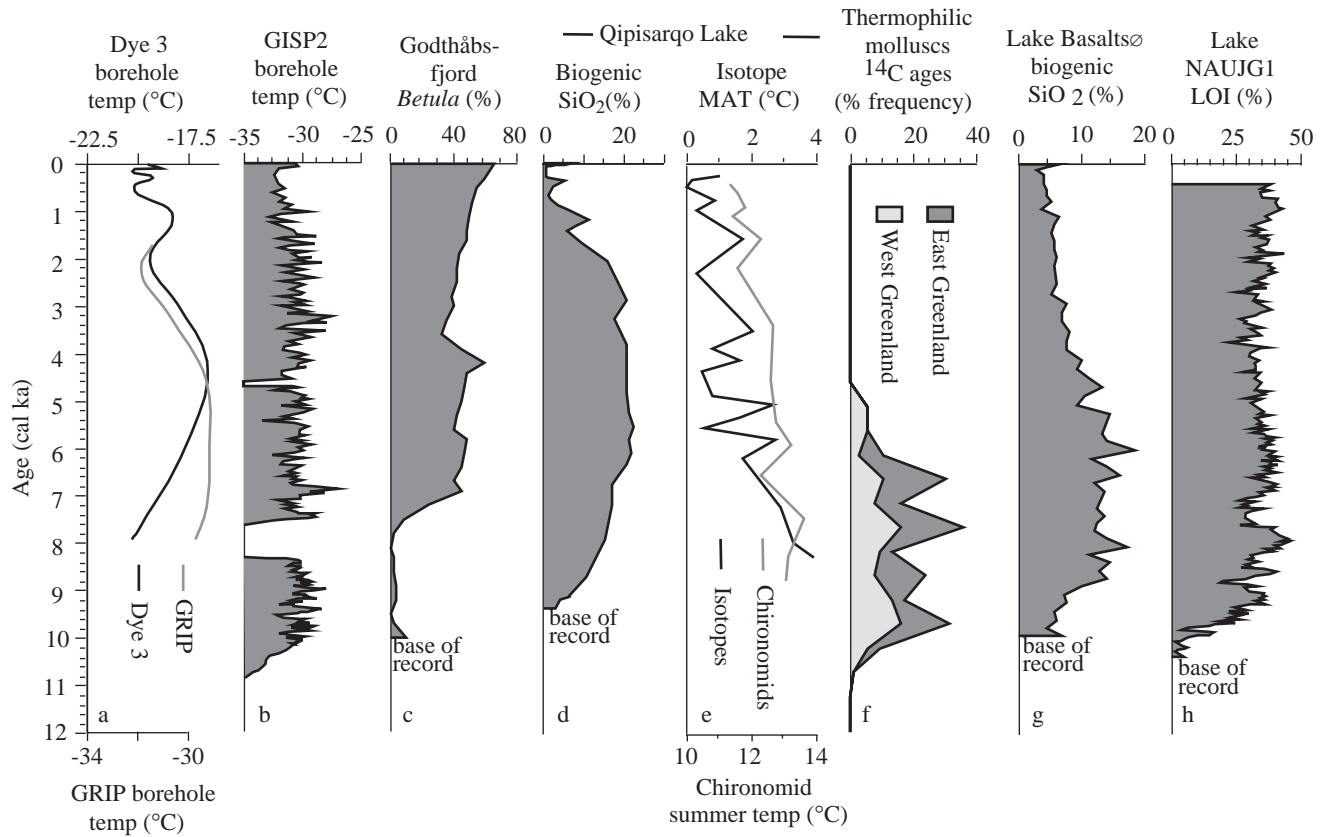 Dye 3
borehole
temp (°C)
GISP2
borehole
temp (°C)
Godthåbs-
fjord
Betula (%)
Qipisarqo Lake
Biogenic
SiO2(%)
Isotope
MAT (°C)
Thermophilic
molluscs
14C ages
(% frequency)
Lake Basaltsø
biogenic
SiO 2 (%)
Lake
NAUJG1
LOI (%)
-22.5 -17.5
-35 -30 -25
0 40 80
0 20
0 2 4
0 20 40
0 10 20
0 25 50
Age (cal ka)
0
1
2
3
4
5
6
7
8
9
10
11
12
Dye 3
GRIP
base of
record
base of
record
Isotopes
Chironomids
West Greenland
East Greenland
base of
record
base of
record
a b c d e f g h
-34 -30
GRIP borehole
temp (°C)
10 12 14
Chironomid
summer temp (°C)